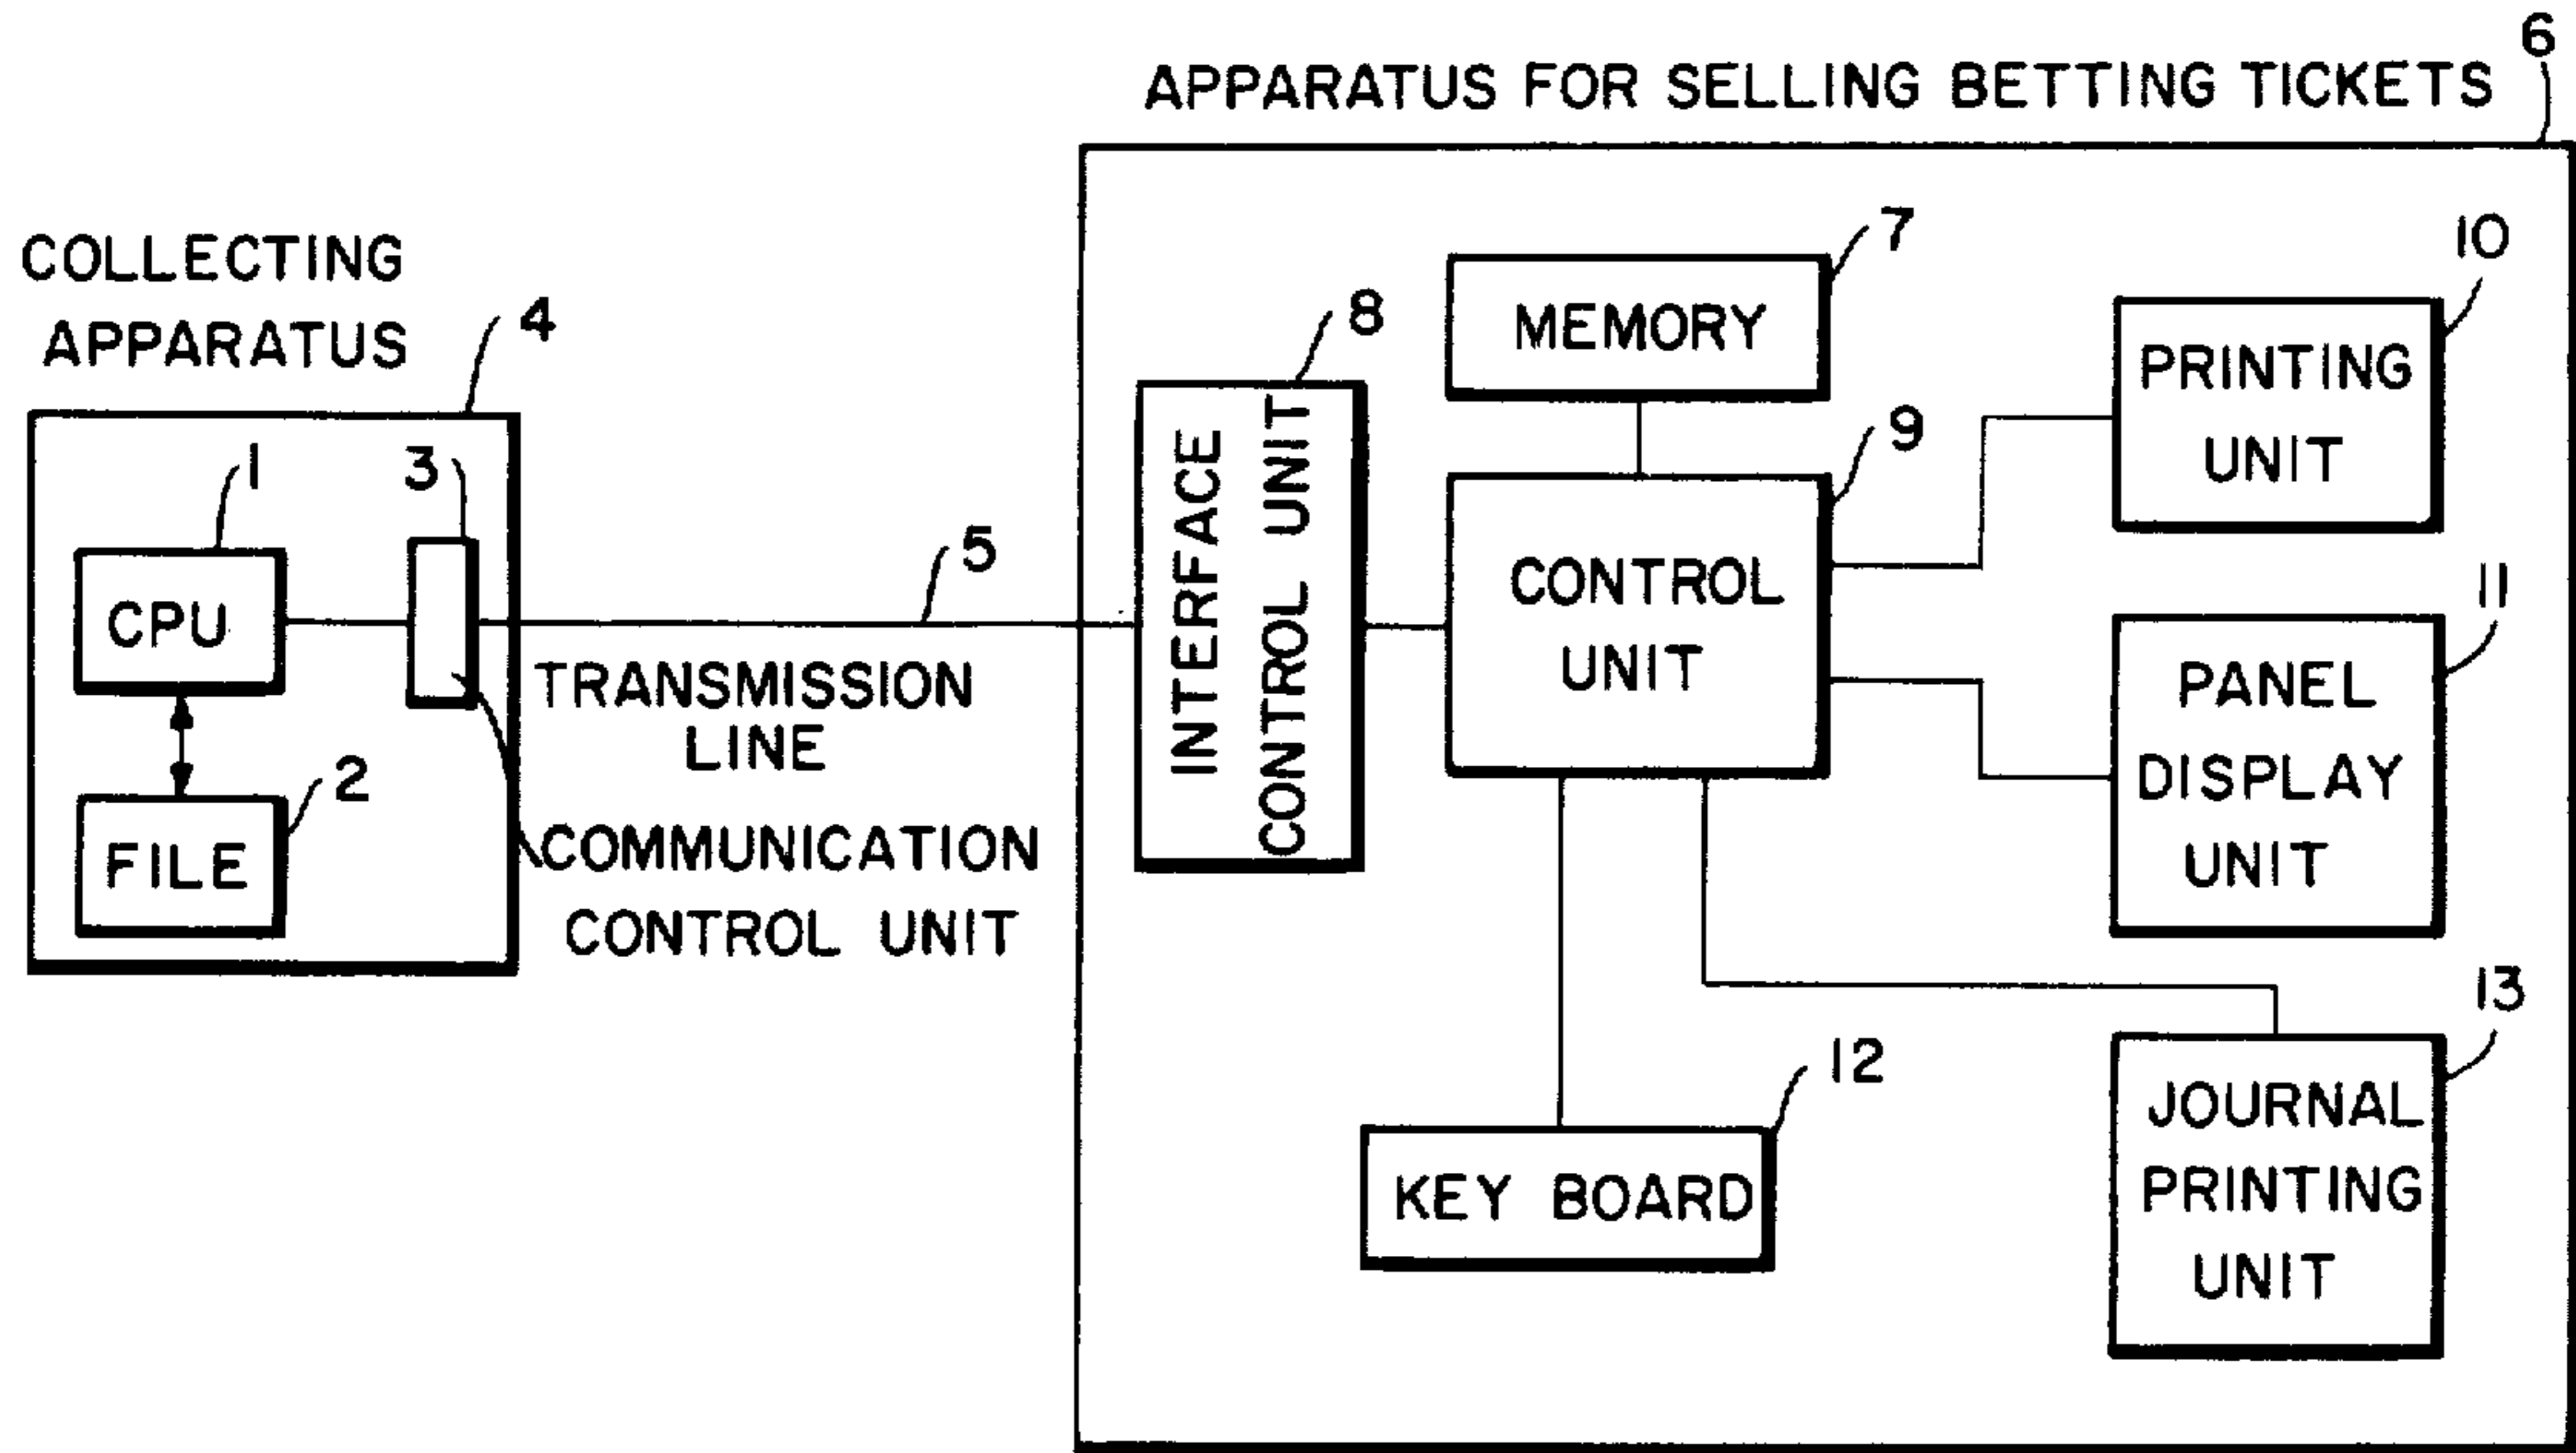 6
APPARATUS FOR SELLING BETTING TICKETS
COLLECTING
APPARATUS
4
1
3
CPU
2
FILE
5
TRANSMISSION
LINE
COMMUNICATION
CONTROL UNIT
8
INTERFACE
CONTROL UNIT
7
MEMORY
9
CONTROL
UNIT
10
PRINTING
UNIT
11
PANEL
DISPLAY
UNIT
12
KEY BOARD
13
JOURNAL
PRINTING
UNIT